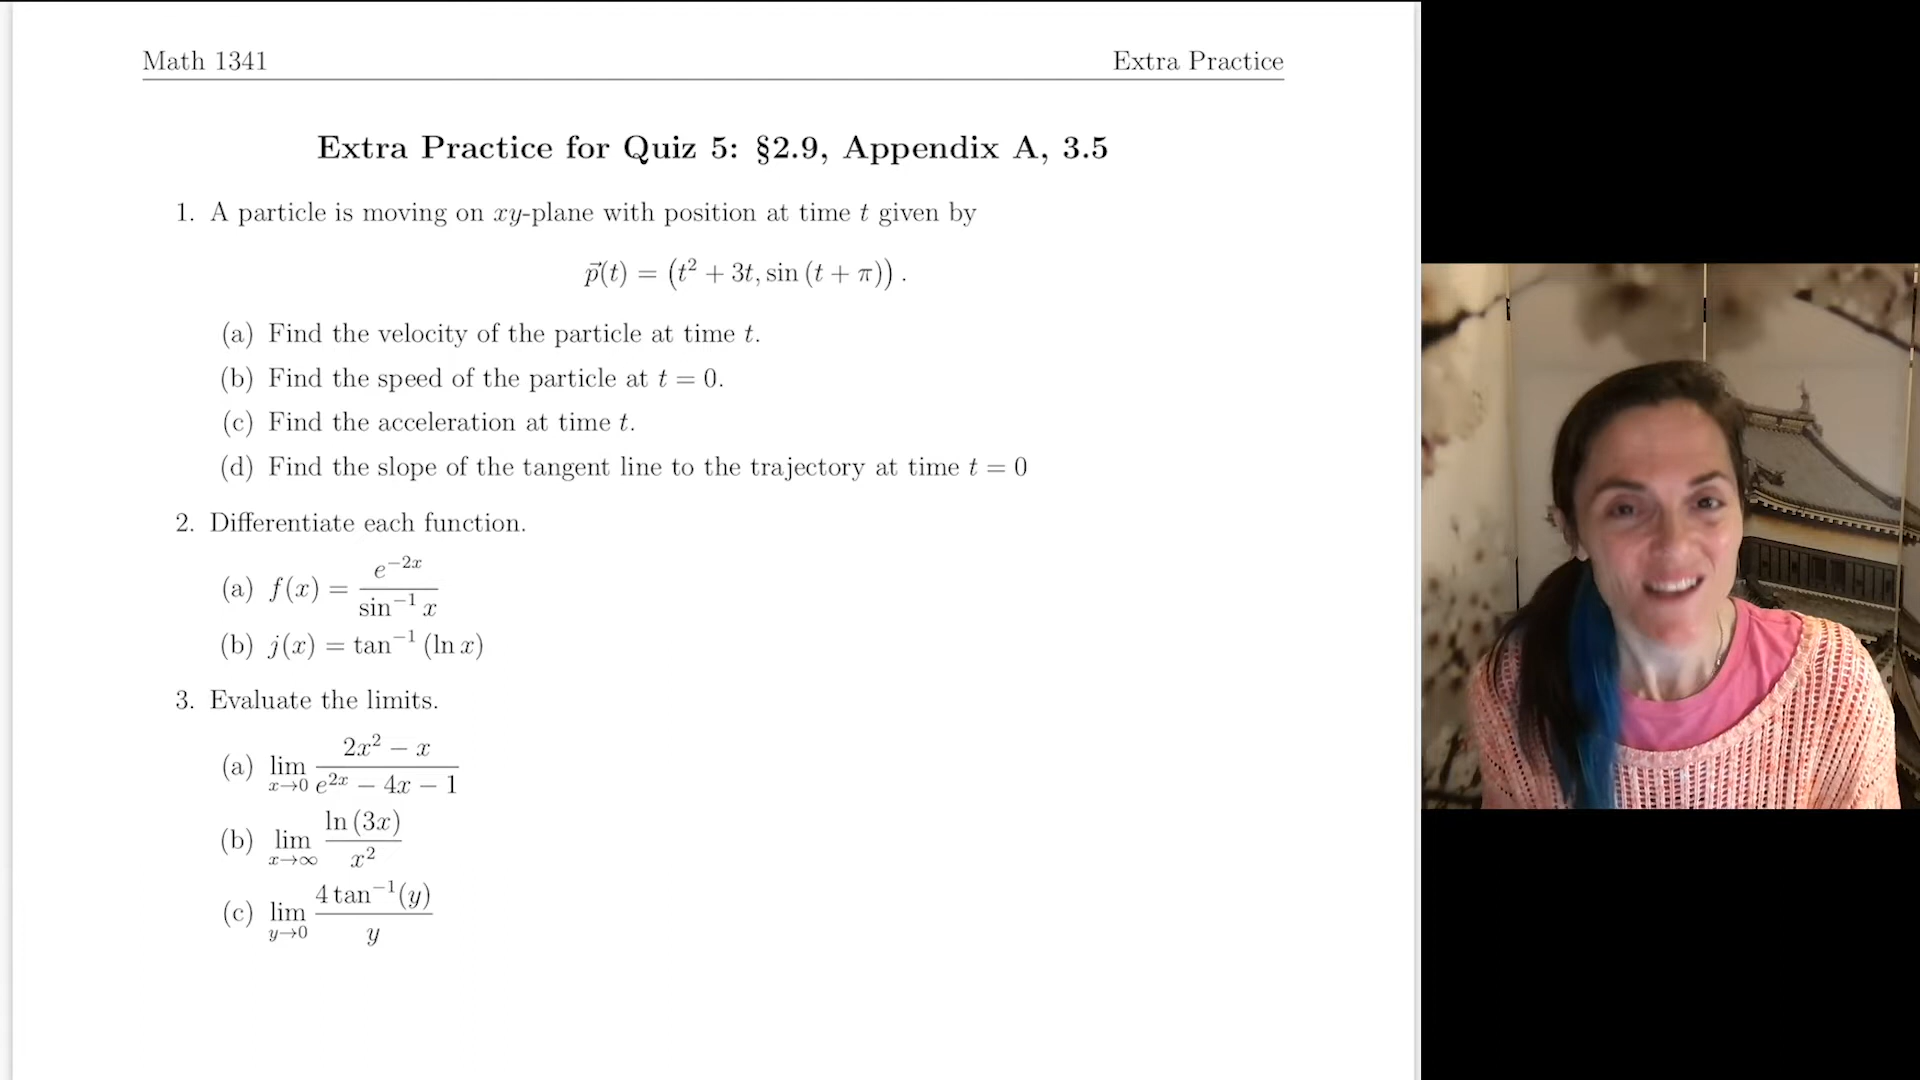 Math 1341 Extra Practice
Extra Practice for Quiz 5: §2.9, Appendix A, 3.5
1. A particle is moving on xy-plane with position at time t given by
p⃗(t) = (t² + 3t, sin (t + π)) .
(a) Find the velocity of the particle at time t.
(b) Find the speed of the particle at t = 0.
(c) Find the acceleration at time t.
(d) Find the slope of the tangent line to the trajectory at time t = 0
2. Differentiate each function.
(a) f(x) = e⁻²ˣ / sin⁻¹ x
(b) j(x) = tan⁻¹ (ln x)
3. Evaluate the limits.
(a) lim x→0 2x² − x / e²ˣ − 4x − 1
(b) lim x→∞ ln (3x) / x²
(c) lim y→0 4 tan⁻¹(y) / y